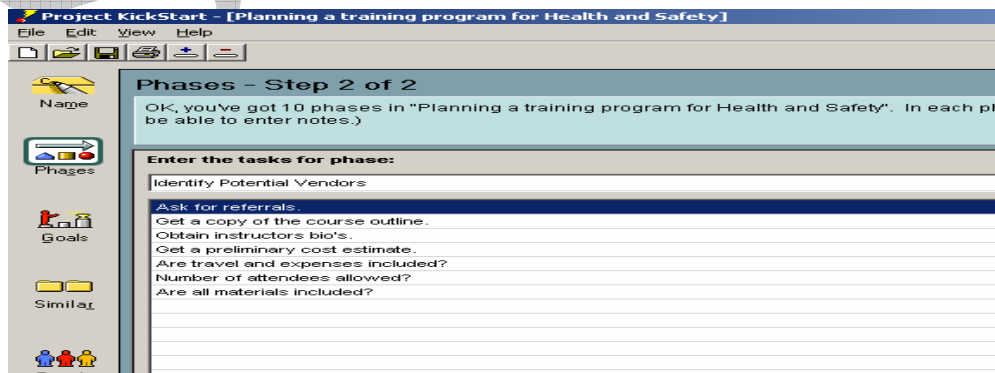 Project KickStart - [Planning a training program for Health and Safety]
File Edit View Help
Name
Phases - Step 2 of 2
OK, you've got 10 phases in "Planning a training program for Health and Safety". In each
be able to enter notes.)
Phases
Enter the tasks for phase:
Identify Potential Vendors
Ask for referrals.
Get a copy of the course outline.
Obtain instructors bio's.
Get a preliminary cost estimate.
Are travel and expenses included?
Number of attendees allowed?
Are all materials included?
Goals
Similar